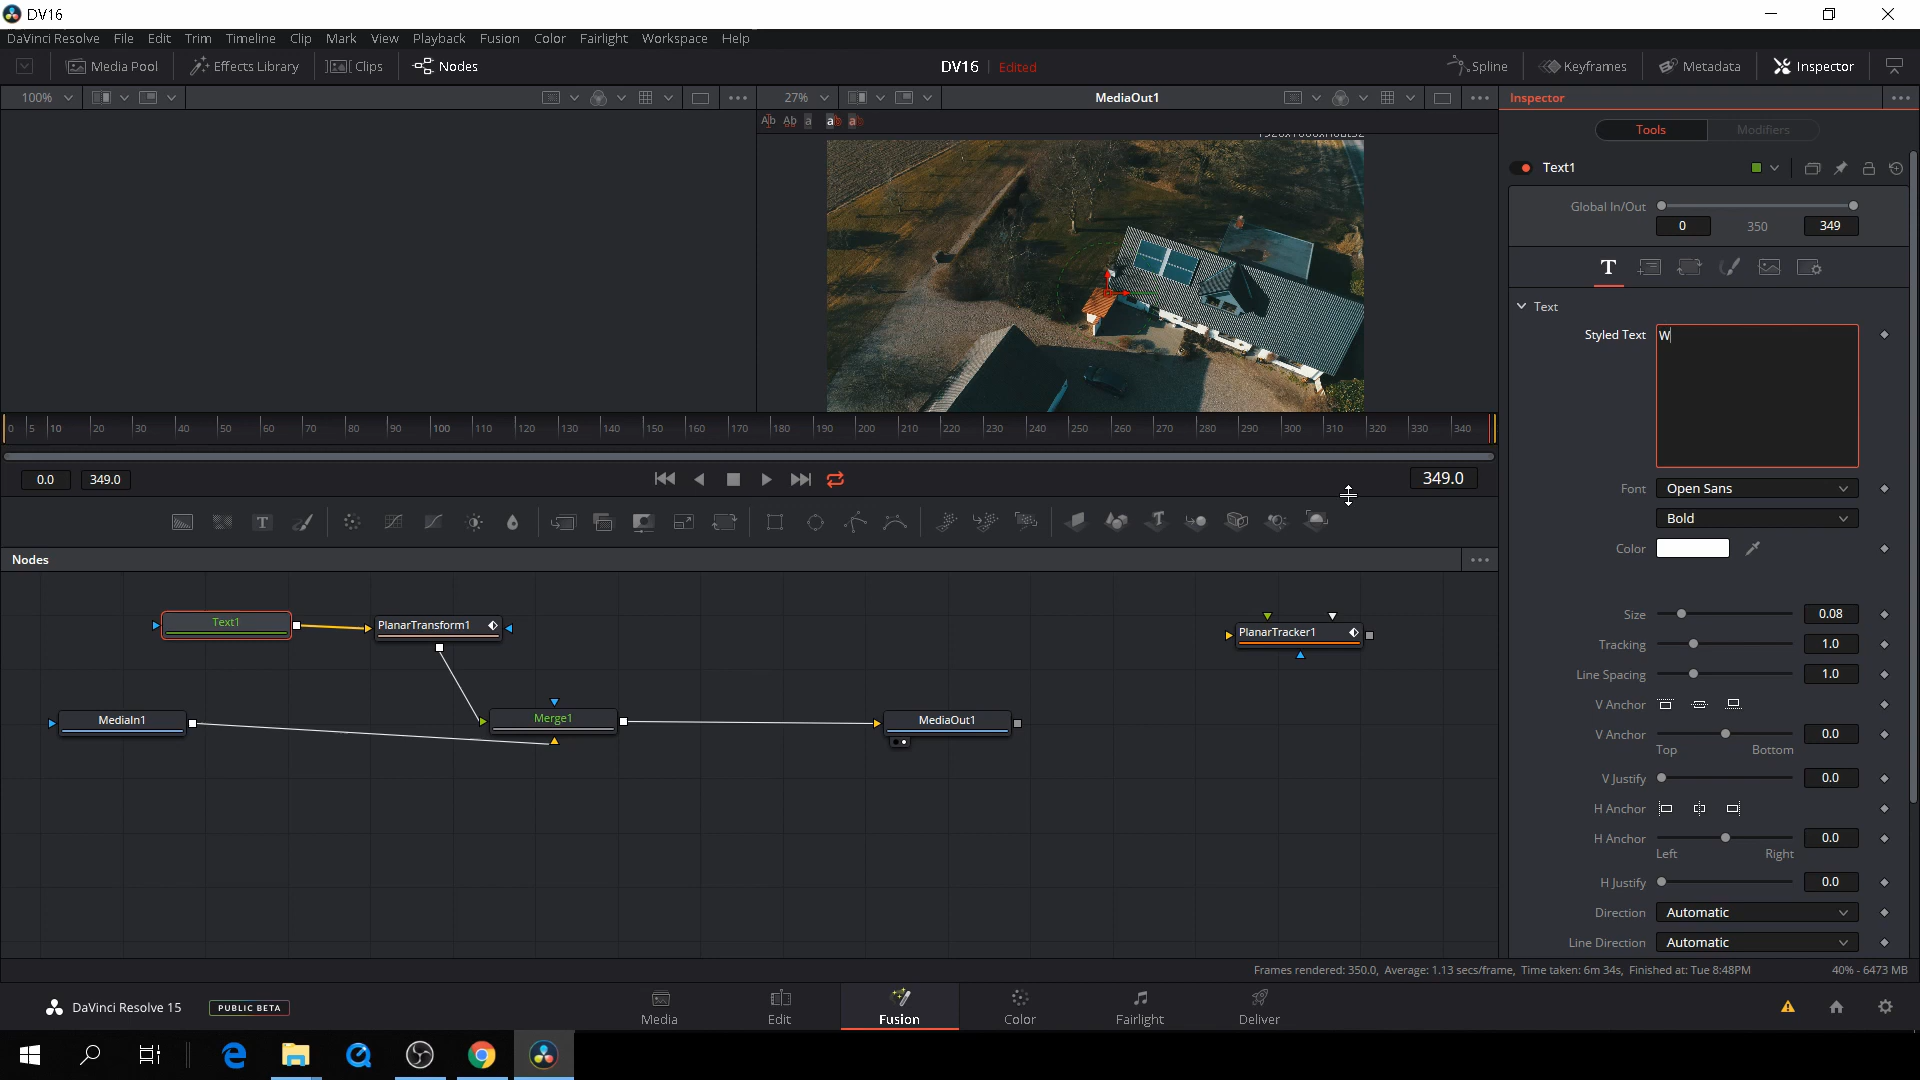 DV16
DaVinci Resolve File Edit Trim Timeline Clip Mark View Playback Fusion Color Fairlight Workspace Help
Media Pool Effects Library Clips Nodes DV16 Edited Spline Keyframes Metadata Inspector
100% 27% MediaOut1 Inspector
Tools Modifiers
Text1
Global In/Out
0 350 349
Text
Styled Text W
Font Open Sans
Bold
Color
Size 0.08
Tracking 1.0
Line Spacing 1.0
V Anchor
V Anchor 0.0
Top Bottom
V Justify 0.0
H Anchor
H Anchor 0.0
Left Right
H Justify 0.0
Direction Automatic
Line Direction Automatic
0 5 10 20 30 40 50 60 70 80 90 100 110 120 130 140 150 160 170 180 190 200 210 220 230 240 250 260 270 280 290 300 310 320 330 340
0.0 349.0 349.0
Nodes
Text1 PlanarTransform1 PlanarTracker1
MediaIn1 Merge1 MediaOut1
Frames rendered: 350.0, Average: 1.13 secs/frame, Time taken: 6m 34s, Finished at: Tue 8:48PM 40% - 6473 MB
DaVinci Resolve 15 PUBLIC BETA
Media Edit Fusion Color Fairlight Deliver